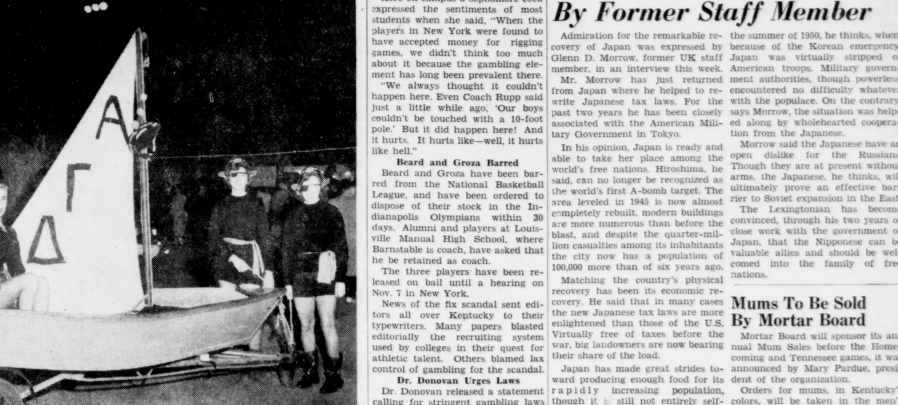 A
Γ
Δ
expressed the sentiments of most
students when she said, "When the
players in New York were found to
have accepted money for rigging
games, we didn't think too much
about it because the gambling ele-
ment has long been prevalent there.
"We always thought it couldn't
happen here. Even Coach Rupp said
just a little while ago, 'Our boys
couldn't be touched with a 10-foot
pole.' But it did happen here! And
it hurts. It hurts like—well, it hurts
like hell."
Beard and Groza Barred
Beard and Groza have been bar-
red from the National Basketball
League, and have been ordered to
dispose of their stock in the In-
dianapolis Olympians within 30
days. Alumni and players at Louis-
ville Manual High School, where
Barnstable is coach, have asked that
he be retained as coach.
The three players have been re-
leased on bail until a hearing on
Nov. 7 in New York.
News of the fix scandal sent edi-
tors all over Keptucky to their
typewriters. Many papers blasted
editorially the recruiting system
used by colleges in their quest for
athletic talent. Others blamed lax
control of gambling for the scandal.
Dr. Donovan Urges Laws
Dr. Donovan released a statement
calling for stringent gambling laws
By Former Staff Member
Admiration for the remarkable re-
covery of Japan was expressed by
Glenn D. Morrow, former UK staff
member, in an interview this week.
Mr. Morrow has just returned
from Japan where he helped to re-
write Japanese tax laws. For the
past two years he has been closely
associated with the American Mili-
tary Government in Tokyo.
In his opinion, Japan is ready and
able to take her place among the
world's free nations. Hiroshima, he
said, can no longer be recognized as
the world's first A-bomb target. The
area leveled in 1945 is now almost
completely rebuilt, modern buildings
are more numerous than before the
blast, and despite the quarter-mil-
lion casualties among its inhabitants
the city now has a population of
100,000 more than of six years ago.
Matching the country's physical
recovery has been its economic re-
covery. He said that in many cases
the new Japanese tax laws are more
enlightened than those of the U.S.
Virtually free of taxes before the
war, big landowners are now bearing
their share of the load.
Japan has made great strides to-
ward producing enough food for its
rapidly increasing population,
though it is still not entirely self-
the summer of 1950, he thinks, when
because of the Korean emergency
Japan was virtually stripped o
American troops. Military govern
ment authorities, though powerless
encountered no difficulty whateve
with the populace. On the contrary
says Morrow, the situation was help
ed along by wholehearted coopera
tion from the Japanese.
Morrow said the Japanese have an
open dislike for the Russians
Though they are at present withou
arms, the Japanese, he thinks, wil
ultimately prove an effective bar
rier to Soviet expansion in the East
The Lexingtonian has become
convinced, through his two years o
close work with the government o
Japan, that the Nipponese can be
valuable allies and should be wel
comed into the family of fre
nations.
Mums To Be Sold
By Mortar Board
Mortar Board will sponsor its an
nual Mum Sales before the Home
coming and Tennessee games, it wa
announced by Mary Pardue, presi
dent of the organization.
Orders for mums, in Kentucky'
colors, will be taken in the men'